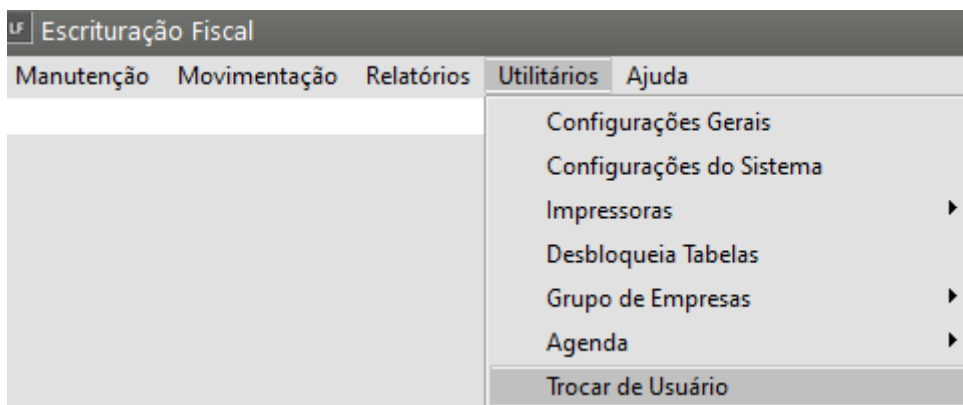 LF Escrituração Fiscal
Manutenção Movimentação Relatórios Utilitários Ajuda
Configurações Gerais
Configurações do Sistema
Impressoras
Desbloqueia Tabelas
Grupo de Empresas
Agenda
Trocar de Usuário